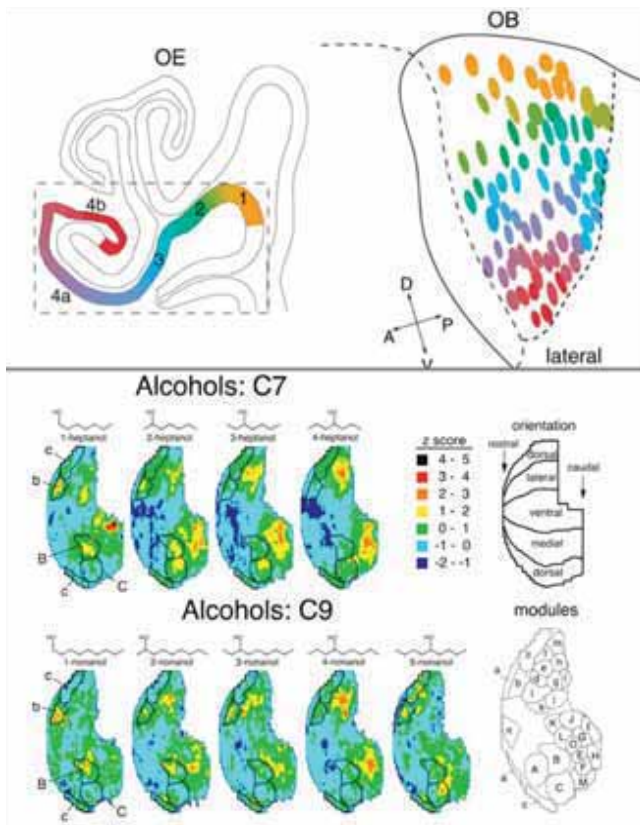 OE
OB
1
2
3
4a
4b
D
A
P
V
lateral
Alcohols: C7
1-heptanol
2-heptanol
3-heptanol
4-heptanol
c
b
B
c
C
z score
4 - 5
3 - 4
2 - 3
1 - 2
0 - 1
-1 - 0
-2 - -1
orientation
rostral
caudal
dorsal
lateral
ventral
medial
dorsal
Alcohols: C9
1-nonanol
2-nonanol
3-nonanol
4-nonanol
5-nonanol
c
b
B
c
C
modules
a
b
m
n
A
B
C
J
L
G
H
F
M
a
c